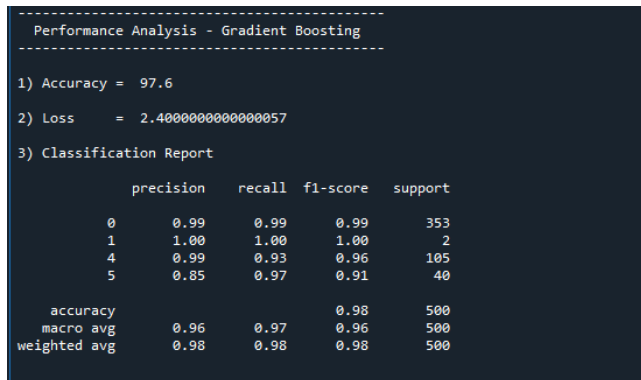 ---------------------------------------------
Performance Analysis - Gradient Boosting
---------------------------------------------
1) Accuracy = 97.6
2) Loss = 2.4000000000000057
3) Classification Report
precision recall f1-score support
0 0.99 0.99 0.99 353
1 1.00 1.00 1.00 2
4 0.99 0.93 0.96 105
5 0.85 0.97 0.91 40
accuracy 0.98 500
macro avg 0.96 0.97 0.96 500
weighted avg 0.98 0.98 0.98 500